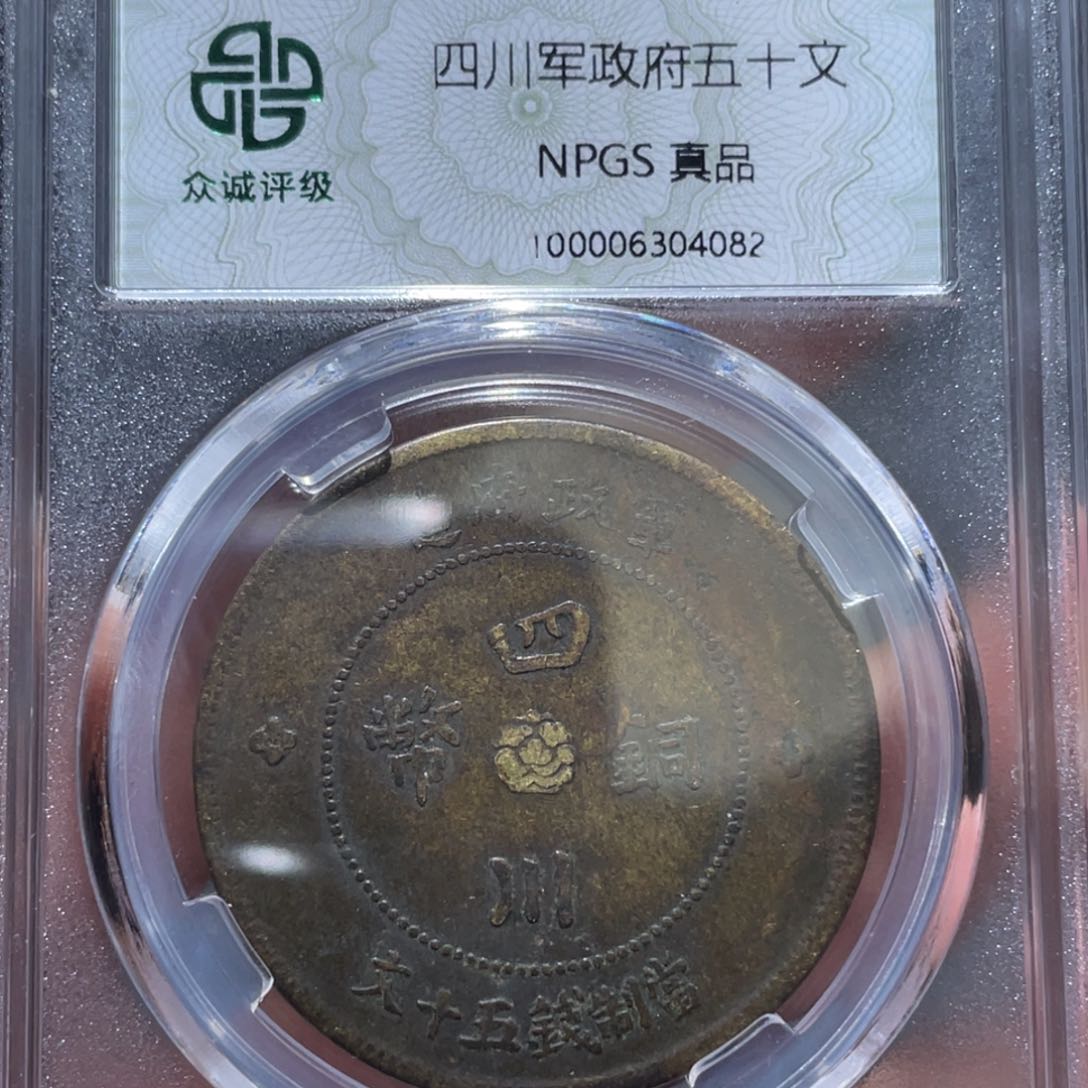 众诚评级
四川军政府五十文
NPGS 真品
100006304082
軍政府造
四川
銅幣
當制錢五十文